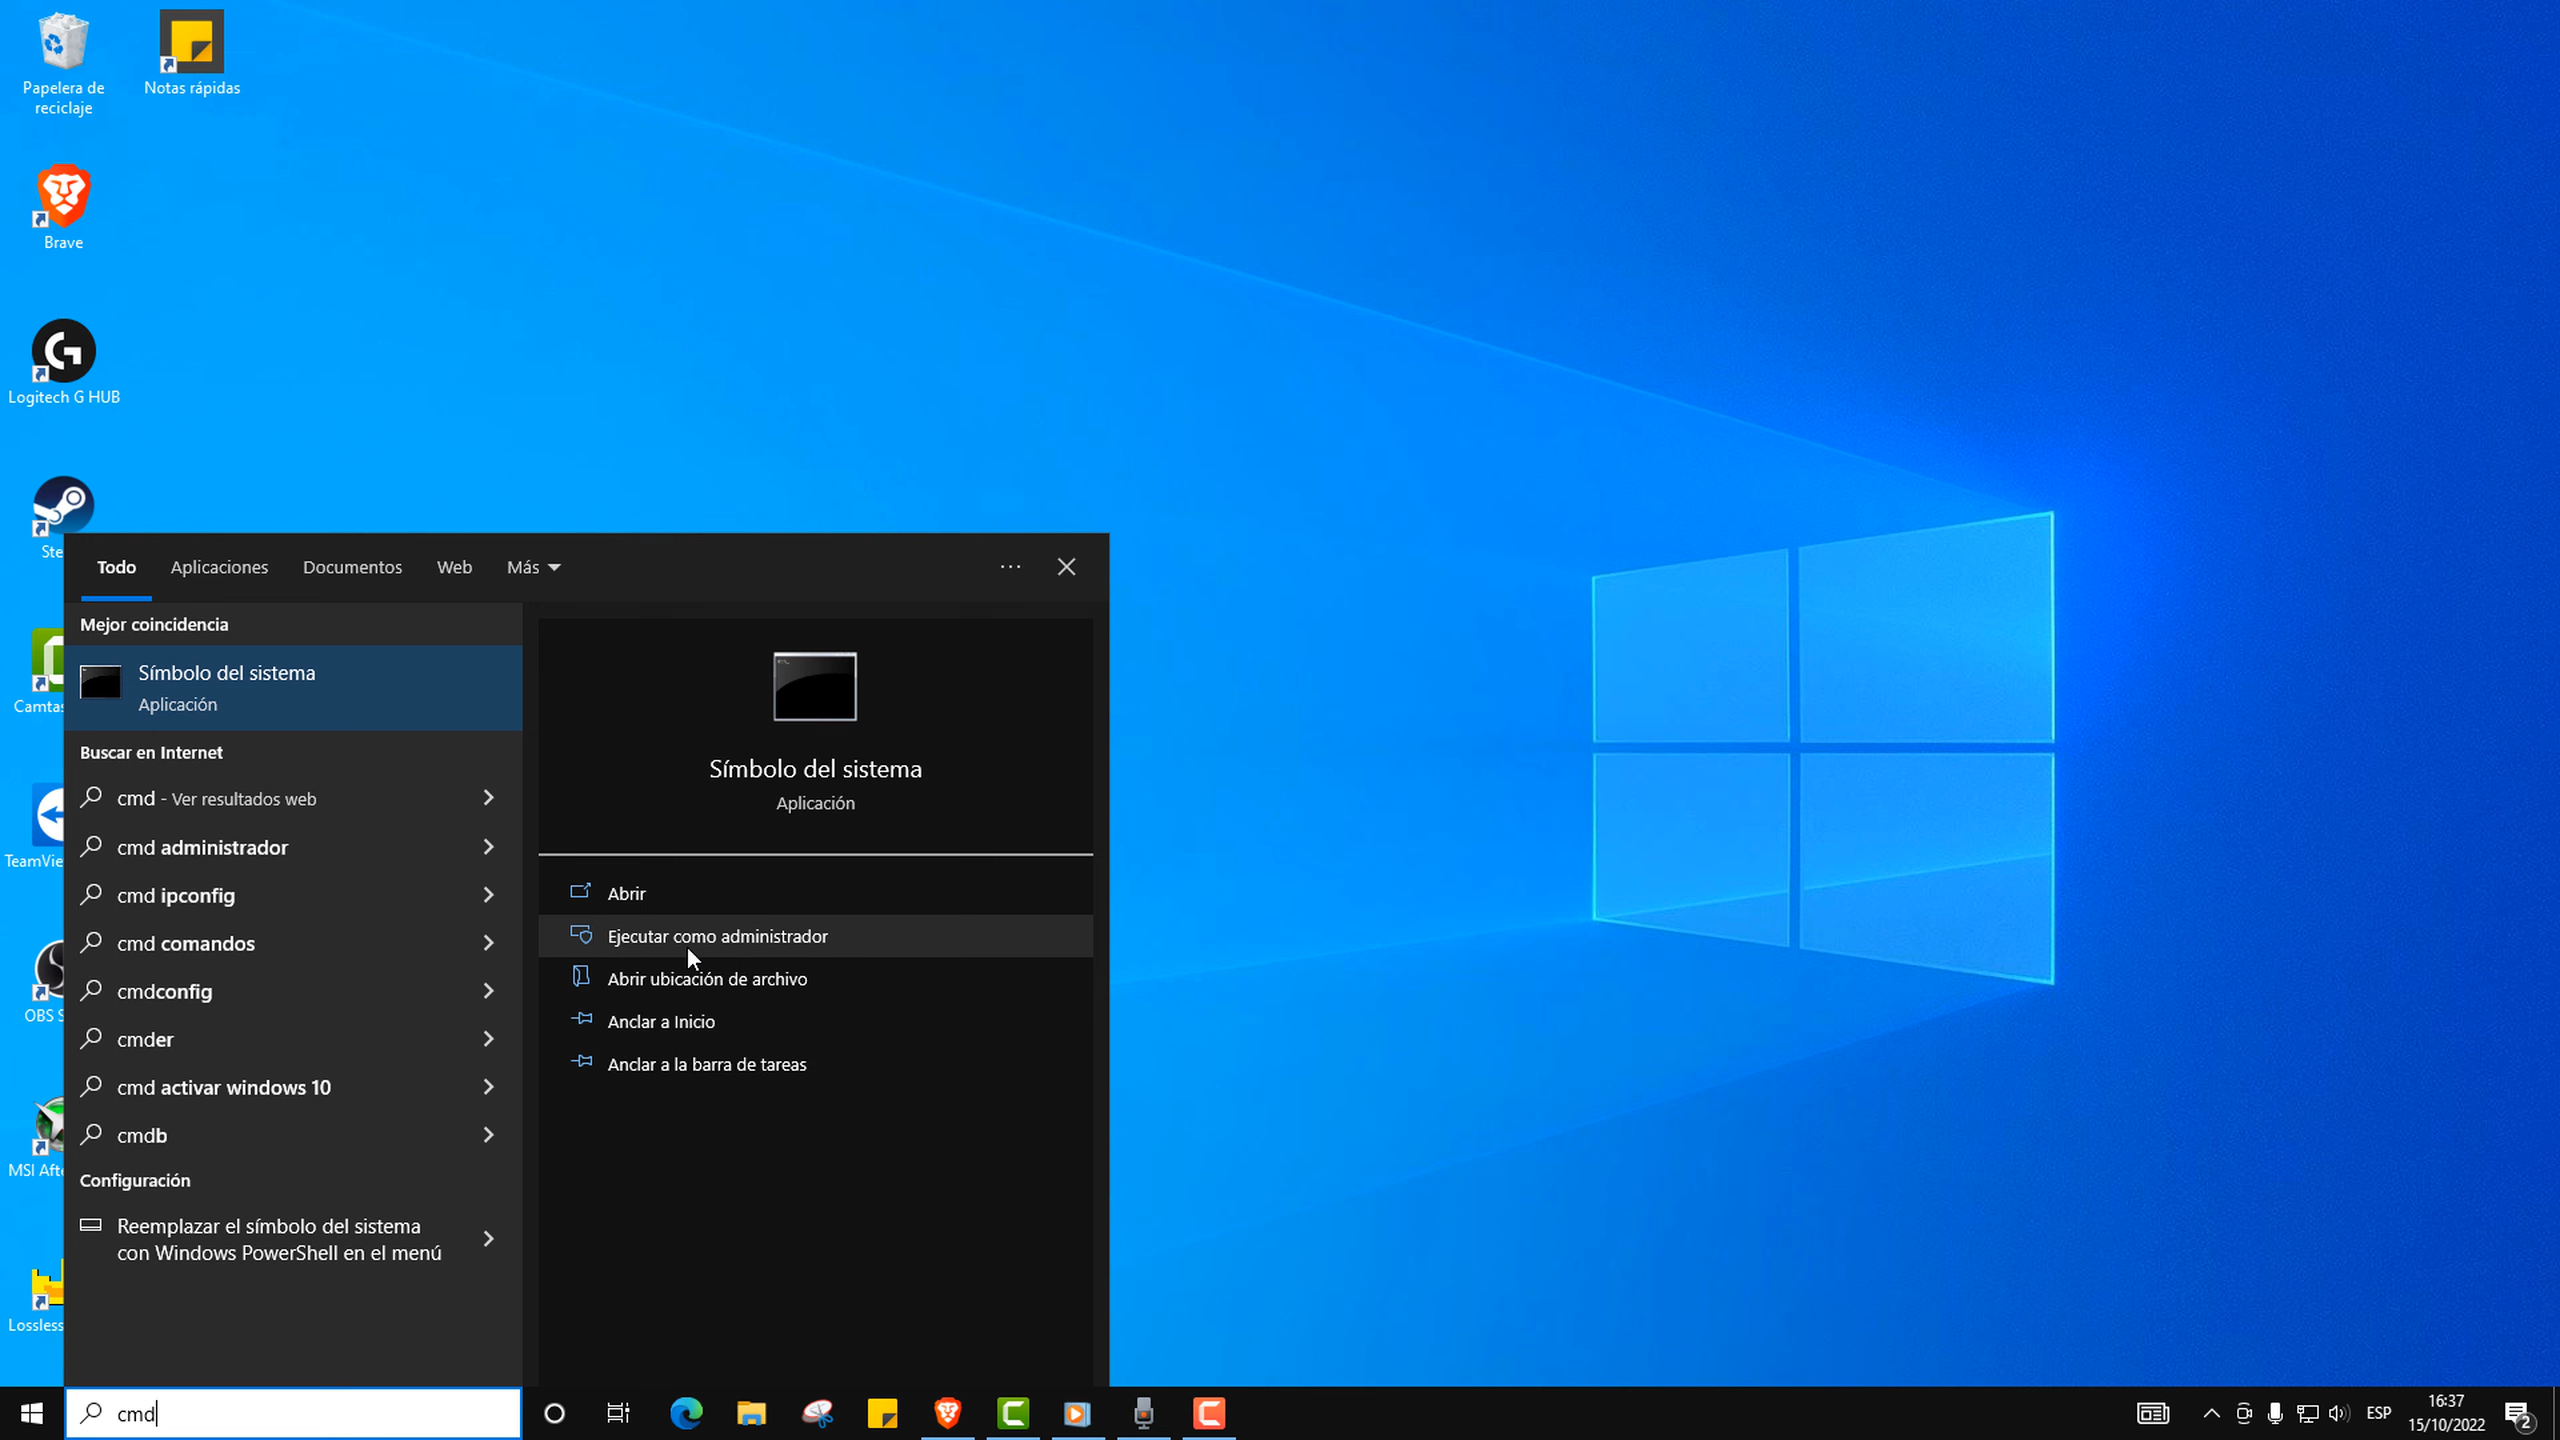 Papelera de
reciclaje
Notas rápidas
Brave
Logitech G HUB
Ste
Camtas
TeamVie
OBS S
MSI Afte
Lossless
Todo
Aplicaciones
Documentos
Web
Más
Mejor coincidencia
Símbolo del sistema
Aplicación
Buscar en Internet
cmd - Ver resultados web
cmd administrador
cmd ipconfig
cmd comandos
cmdconfig
cmder
cmd activar windows 10
cmdb
Configuración
Reemplazar el símbolo del sistema
con Windows PowerShell en el menú
Símbolo del sistema
Aplicación
Abrir
Ejecutar como administrador
Abrir ubicación de archivo
Anclar a Inicio
Anclar a la barra de tareas
cmd
ESP
16:37
15/10/2022
2